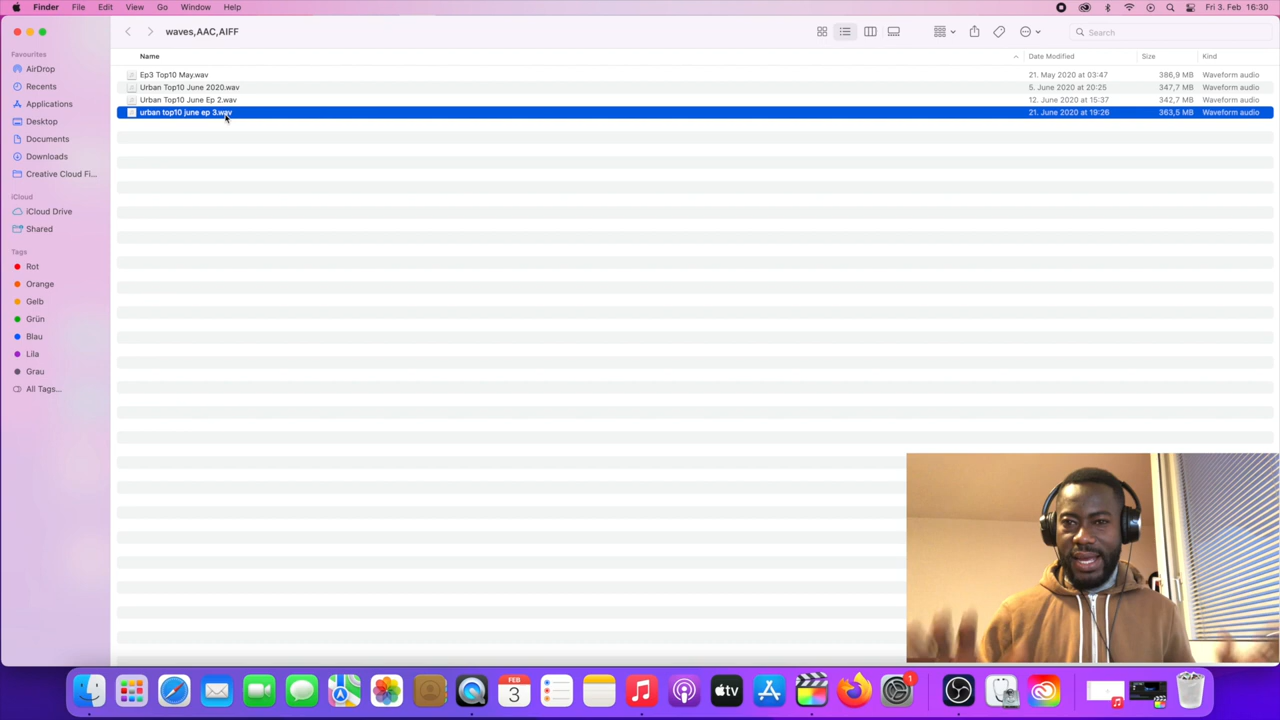 Finder File Edit View Go Window Help Fri 3. Feb 16:30
waves,AAC,AIFF Search
Favourites
AirDrop
Recents
Applications
Desktop
Documents
Downloads
Creative Cloud Fi...
iCloud
iCloud Drive
Shared
Tags
Rot
Orange
Gelb
Grün
Blau
Lila
Grau
All Tags...
Name Date Modified Size Kind
Ep3 Top10 May.wav 21. May 2020 at 03:47 386,9 MB Waveform audio
Urban Top10 June 2020.wav 5. June 2020 at 20:25 347,7 MB Waveform audio
Urban Top10 June Ep 2.wav 12. June 2020 at 15:37 342,7 MB Waveform audio
urban top10 june ep 3.wav 21. June 2020 at 19:26 363,5 MB Waveform audio
FEB
3
tv
1